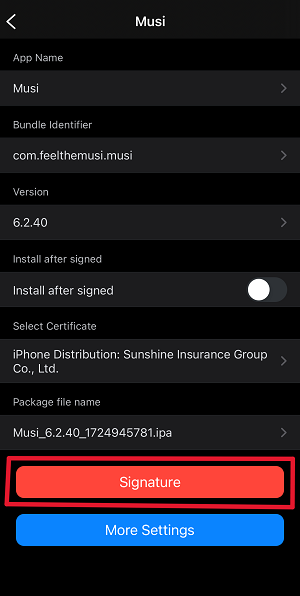 Musi
App Name
Musi
Bundle Identifier
com.feelthemusi.musi
Version
6.2.40
Install after signed
Install after signed
Select Certificate
iPhone Distribution: Sunshine Insurance Group
Co., Ltd.
Package file name
Musi_6.2.40_1724945781.ipa
Signature
More Settings